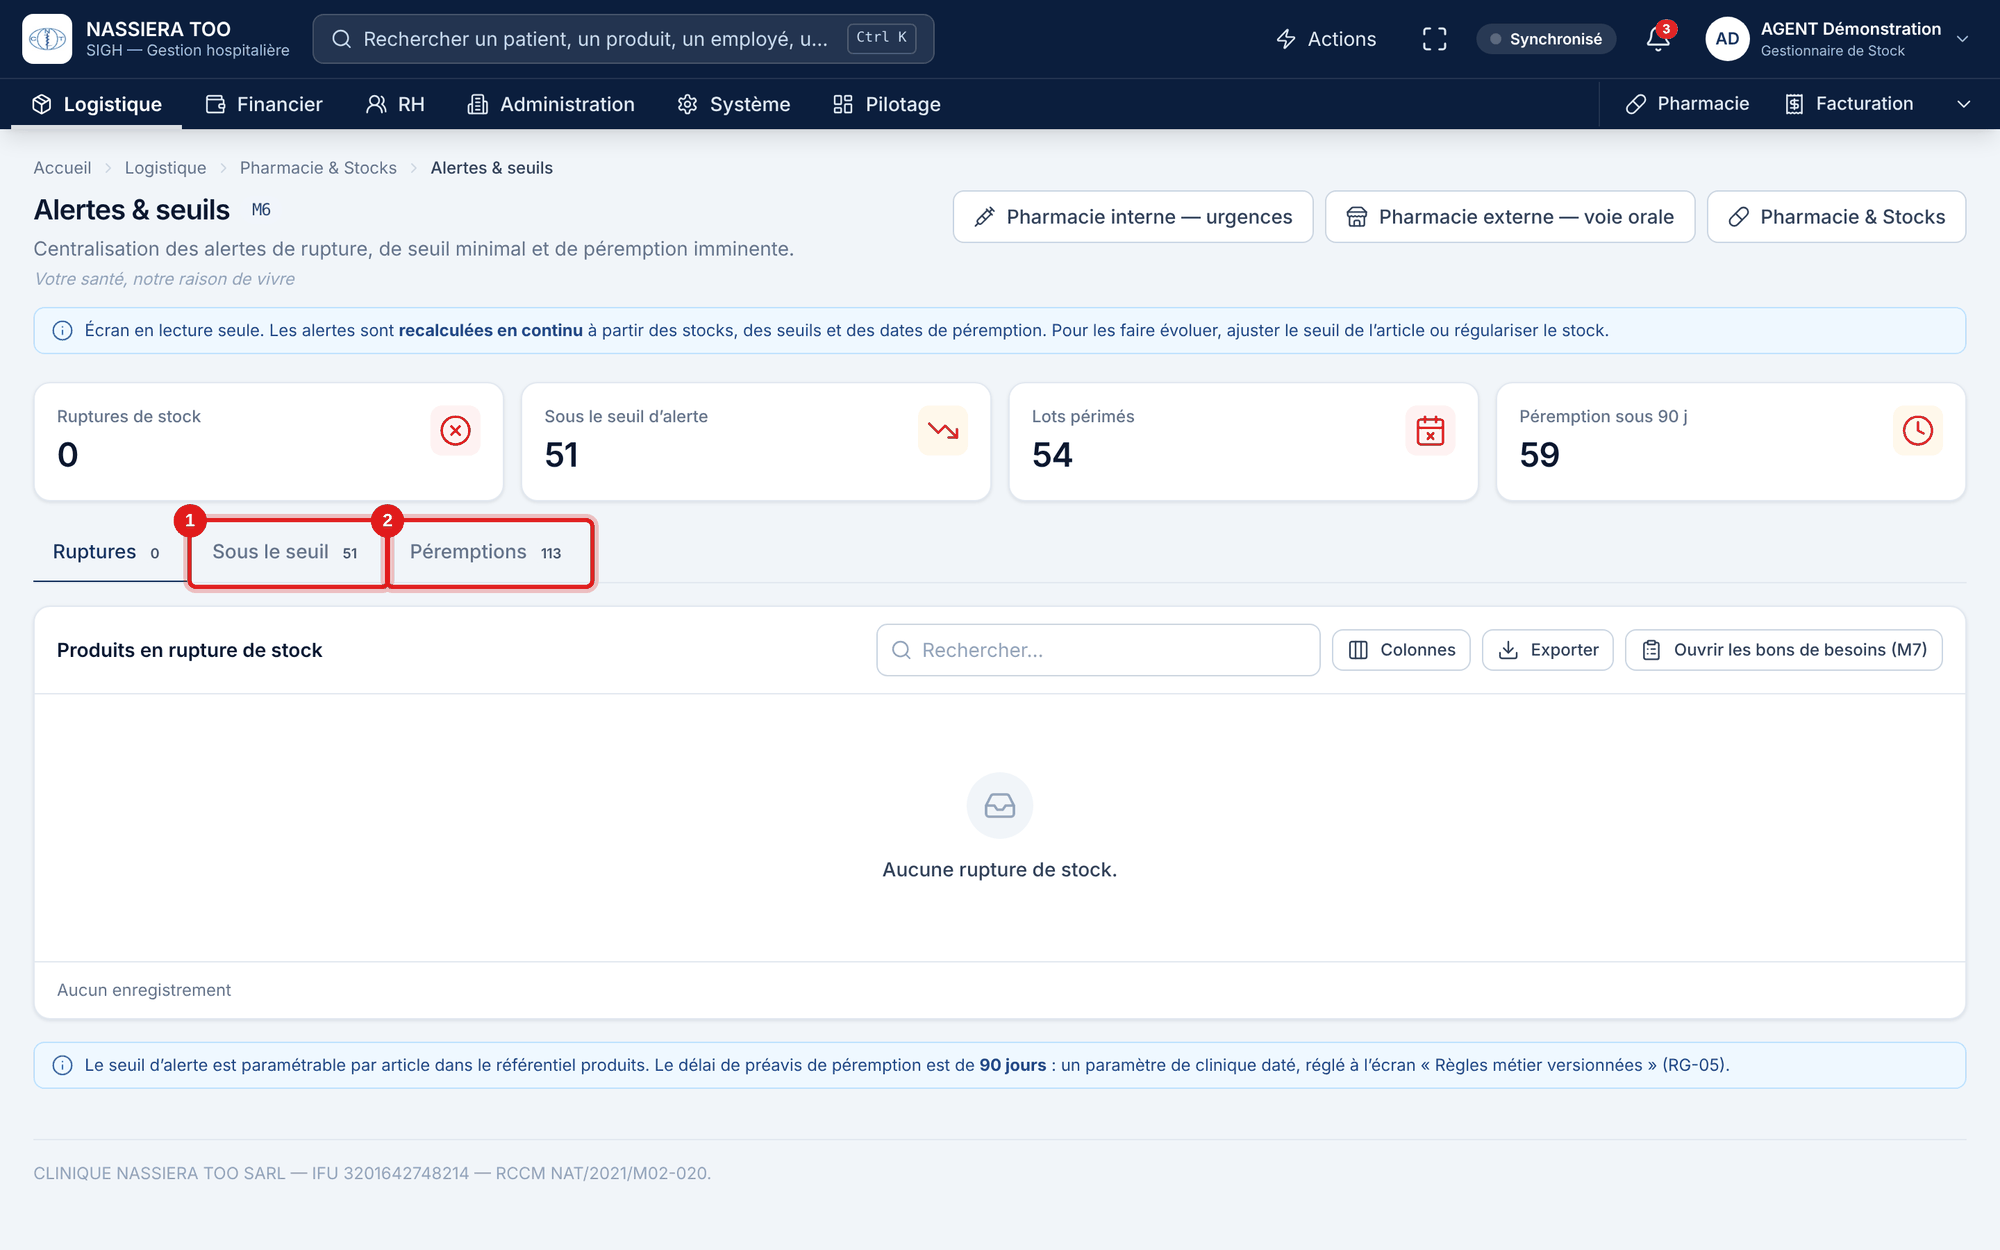 NASSIERA TOO
SIGH — Gestion hospitalière
Rechercher un patient, un produit, un employé, u...
Ctrl K
Actions
Synchronisé
3
AD
AGENT Démonstration
Gestionnaire de Stock
Logistique
Financier
RH
Administration
Système
Pilotage
Pharmacie
Facturation
Accueil
Logistique
Pharmacie & Stocks
Alertes & seuils
Alertes & seuils M6
Centralisation des alertes de rupture, de seuil minimal et de péremption imminente.
Votre santé, notre raison de vivre
Pharmacie interne — urgences
Pharmacie externe — voie orale
Pharmacie & Stocks
Écran en lecture seule. Les alertes sont recalculées en continu à partir des stocks, des seuils et des dates de péremption. Pour les faire évoluer, ajuster le seuil de l’article ou régulariser le stock.
Ruptures de stock
0
Sous le seuil d’alerte
51
Lots périmés
54
Péremption sous 90 j
59
Ruptures 0
1
Sous le seuil 51
2
Péremptions 113
Produits en rupture de stock
Rechercher...
Colonnes
Exporter
Ouvrir les bons de besoins (M7)
Aucune rupture de stock.
Aucun enregistrement
Le seuil d’alerte est paramétrable par article dans le référentiel produits. Le délai de préavis de péremption est de 90 jours : un paramètre de clinique daté, réglé à l’écran « Règles métier versionnées » (RG-05).
CLINIQUE NASSIERA TOO SARL — IFU 3201642748214 — RCCM NAT/2021/M02-020.